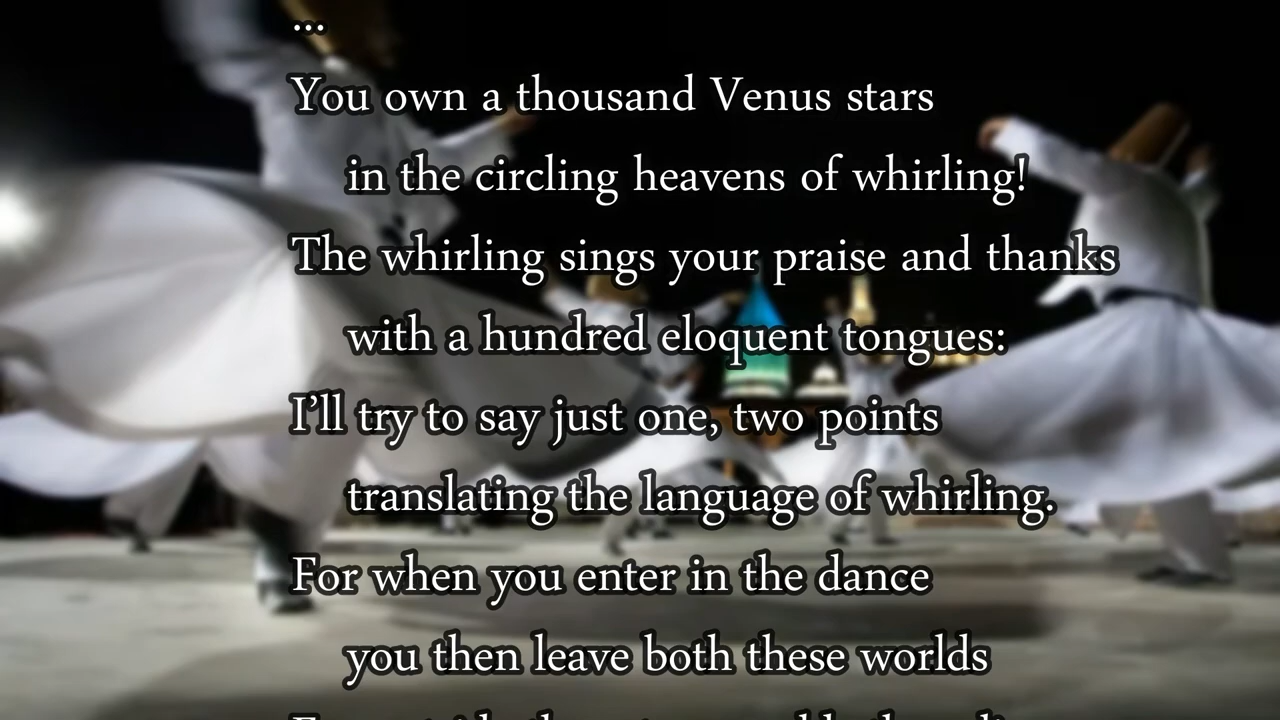 ...
You own a thousand Venus stars
in the circling heavens of whirling!
The whirling sings your praise and thanks
with a hundred eloquent tongues:
I’ll try to say just one, two points
translating the language of whirling.
For when you enter in the dance
you then leave both these worlds